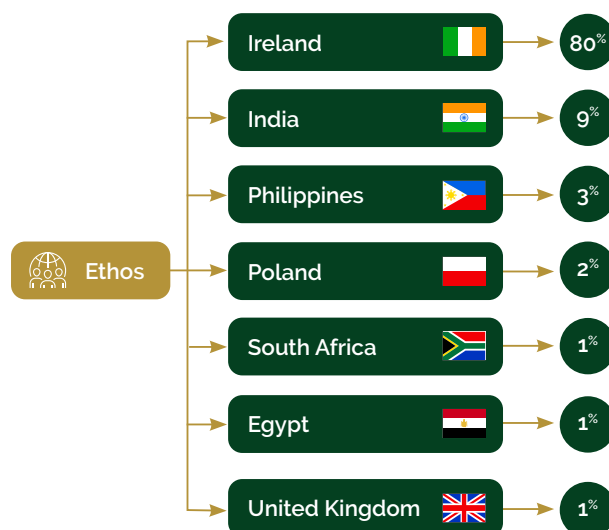 Ireland 80%
India 9%
Philippines 3%
Ethos
Poland 2%
South Africa 1%
Egypt 1%
United Kingdom 1%